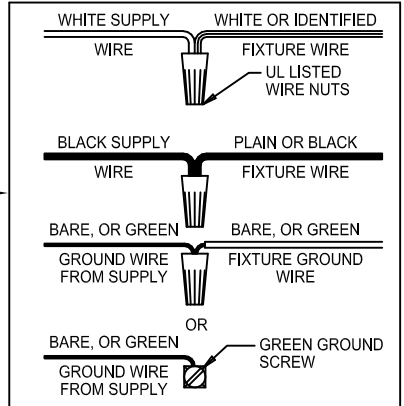 WHITE SUPPLY WHITE OR IDENTIFIED
WIRE FIXTURE WIRE
UL LISTED
WIRE NUTS
BLACK SUPPLY PLAIN OR BLACK
WIRE FIXTURE WIRE
BARE, OR GREEN BARE, OR GREEN
GROUND WIRE FIXTURE GROUND
FROM SUPPLY WIRE
OR
BARE, OR GREEN GREEN GROUND
SCREW
GROUND WIRE
FROM SUPPLY